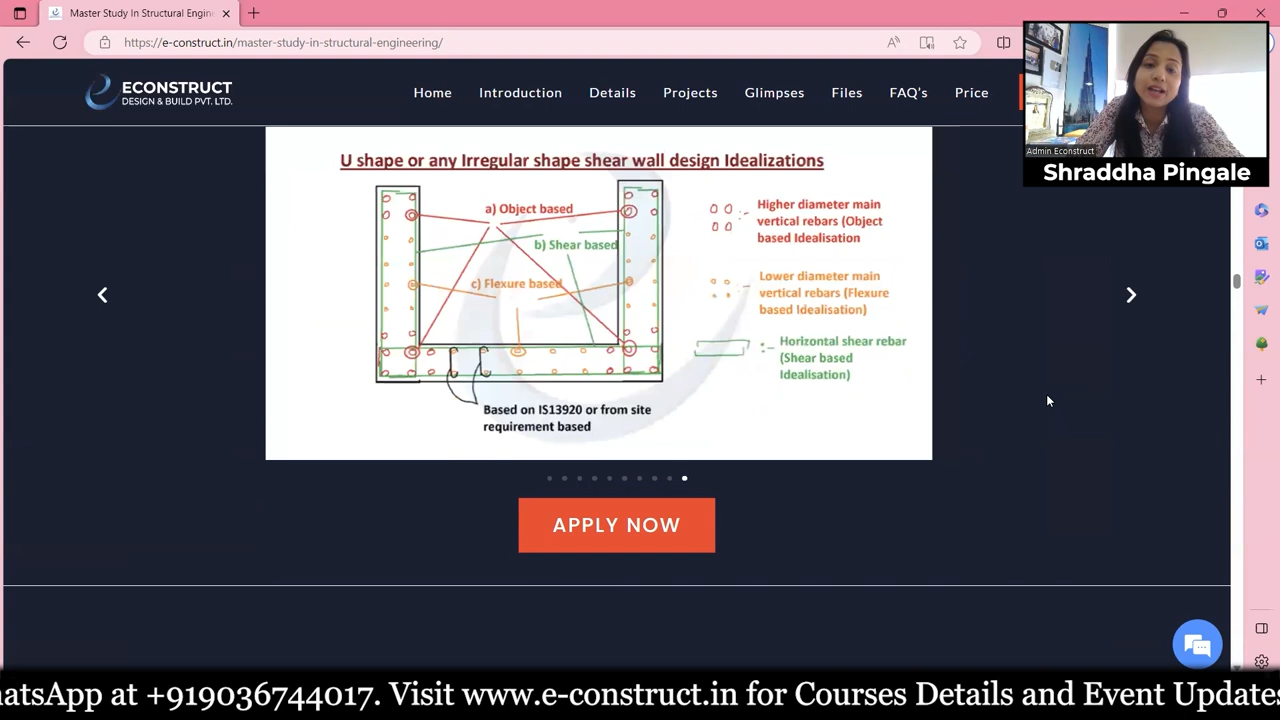 Master Study In Structural Engin
https://e-construct.in/master-study-in-structural-engineering/
ECONSTRUCT
DESIGN & BUILD PVT. LTD.
Home
Introduction
Details
Projects
Glimpses
Files
FAQ's
Price
Admin Econstruct
Shraddha Pingale
U shape or any Irregular shape shear wall design Idealizations
a) Object based
b) Shear based
c) Flexure based
Higher diameter main
vertical rebars (Object
based Idealisation
Lower diameter main
vertical rebars (Flexure
based Idealisation)
Horizontal shear rebar
(Shear based
Idealisation)
Based on IS13920 or from site
requirement based
APPLY NOW
hatsApp at +919036744017. Visit www.e-construct.in for Courses Details and Event Updates